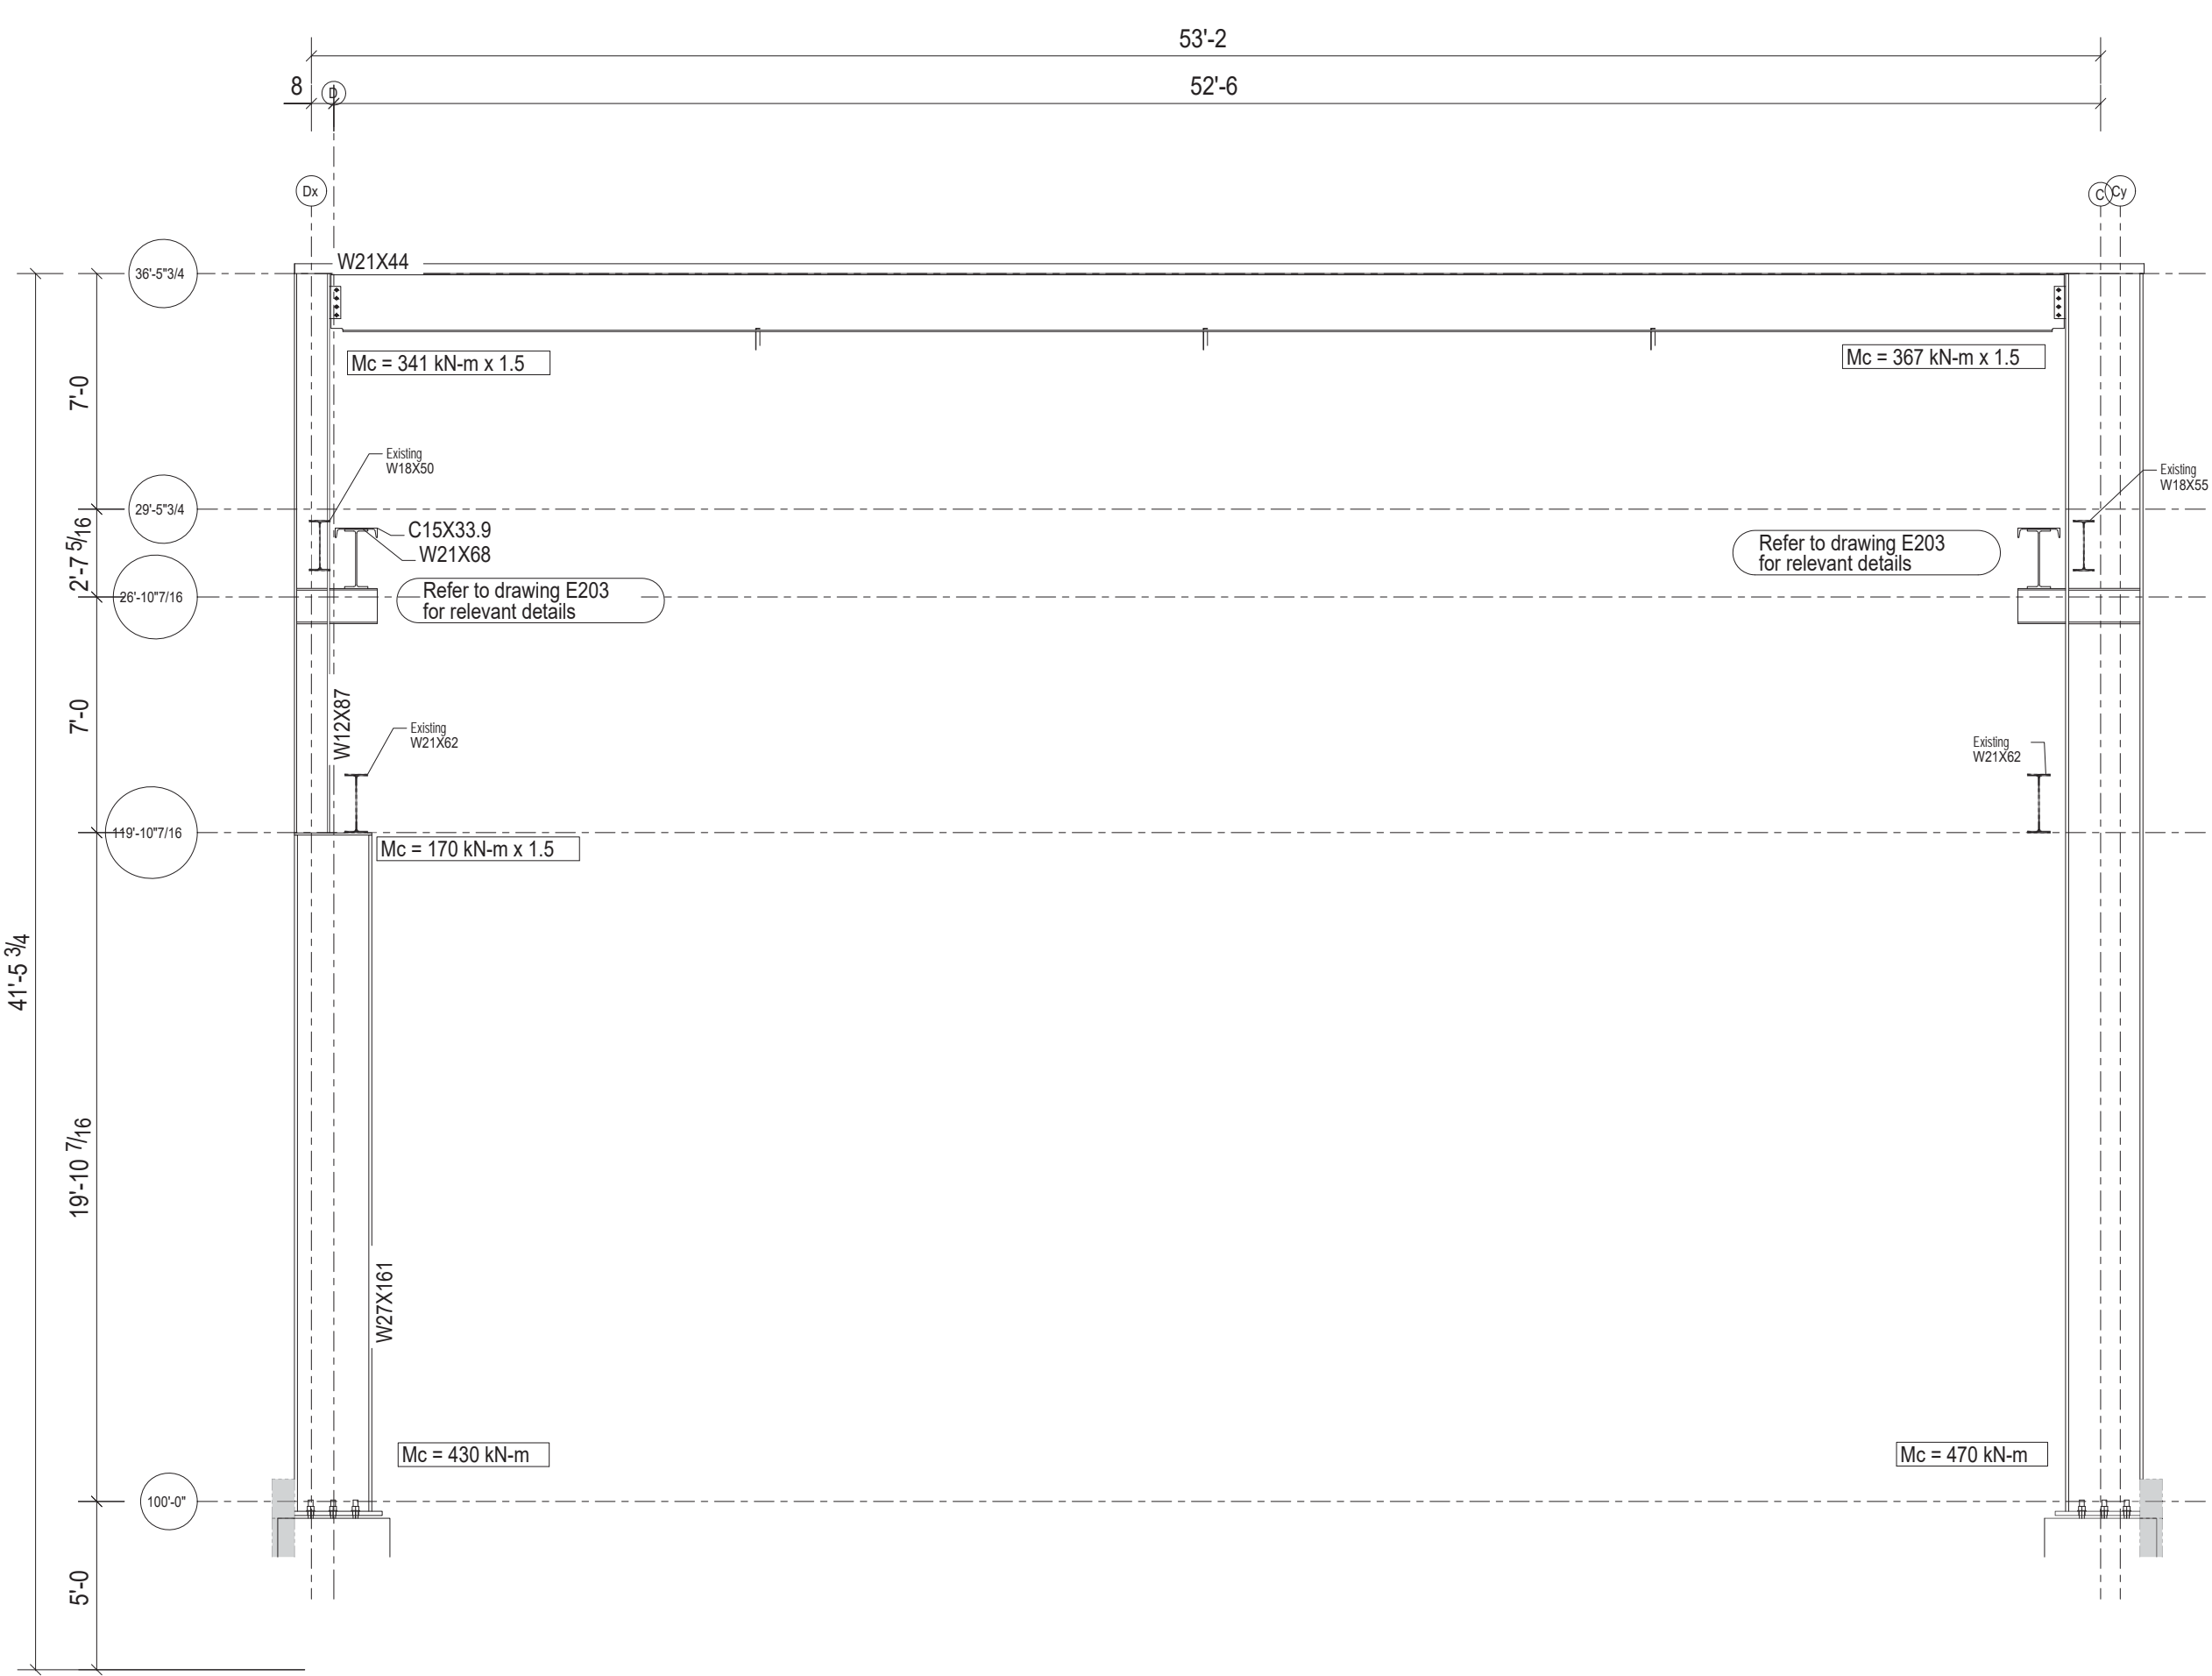 53'-2
8
D
52'-6
Dx
C
Cy
36'-5"3/4
W21X44
Mc = 341 kN-m x 1.5
Mc = 367 kN-m x 1.5
7'-0
Existing
W18X50
Existing
W18X55
29'-5"3/4
2'-7 5/16
C15X33.9
W21X68
Refer to drawing E203
for relevant details
Refer to drawing E203
for relevant details
26'-10"7/16
7'-0
W12X87
Existing
W21X62
Existing
W21X62
119'-10"7/16
Mc = 170 kN-m x 1.5
41'-5 3/4
19'-10 7/16
W27X161
Mc = 430 kN-m
Mc = 470 kN-m
100'-0"
5'-0